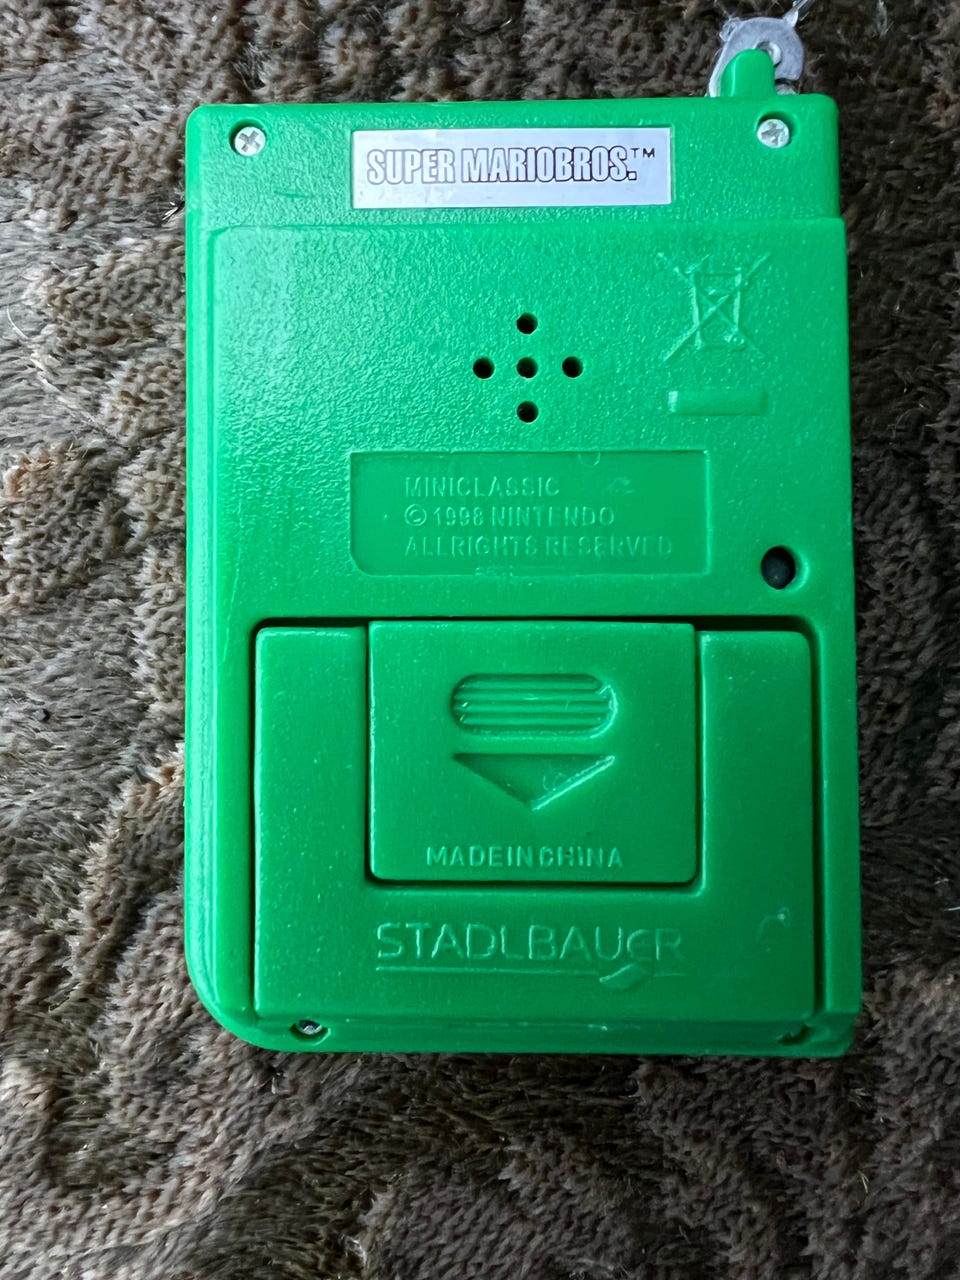 SUPER MARIOBROS.™
MINICLASSIC
© 1998 NINTENDO
ALLRIGHTS RESERVED
MADEINCHINA
STADLBAUER